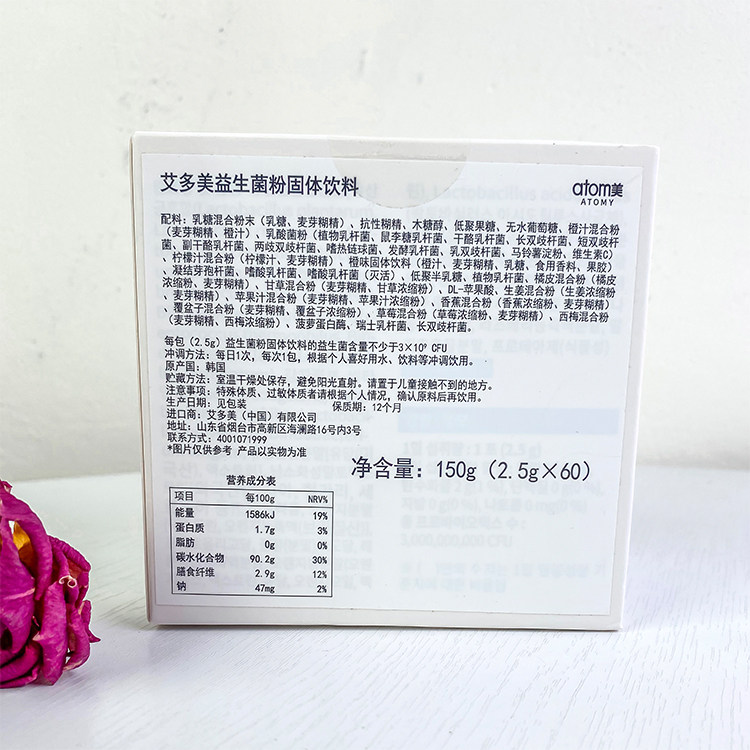 艾多美益生菌粉固体饮料
atom美
ATOMY
配料：乳糖混合粉末（乳糖、麦芽糊精）、抗性糊精、木糖醇、低聚果糖、无水葡萄糖、橙汁混合粉
（麦芽糊精、橙汁）、乳酸菌粉（植物乳杆菌、鼠李糖乳杆菌、干酪乳杆菌、长双歧杆菌、短双歧杆
菌、副干酪乳杆菌、两歧双歧杆菌、嗜热链球菌、发酵乳杆菌、乳双歧杆菌、马铃薯淀粉、维生素C）
、柠檬汁混合粉（柠檬汁、麦芽糊精）、橙味固体饮料（橙汁、麦芽糊精、乳糖、食用香料、果胶）
、凝结芽孢杆菌、嗜酸乳杆菌、嗜酸乳杆菌（灭活）、低聚半乳糖、植物乳杆菌、橘皮混合粉（橘皮
浓缩粉、麦芽糊精）、甘草混合粉（麦芽糊精、甘草浓缩粉）、DL-苹果酸、生姜混合粉（生姜浓缩粉
、麦芽糊精）、苹果汁混合粉（麦芽糊精、苹果汁浓缩粉）、香蕉混合粉（香蕉浓缩粉、麦芽糊精）
、覆盆子混合粉（麦芽糊精、覆盆子浓缩粉）、草莓混合粉（草莓浓缩粉、麦芽糊精）、西梅混合粉
（麦芽糊精、西梅浓缩粉）、菠萝蛋白酶、瑞士乳杆菌、长双歧杆菌。
每包（2.5g）益生菌粉固体饮料的益生菌含量不少于3×10⁹ CFU
冲调方法：每日1次，每次1包，根据个人喜好用水、饮料等冲调饮用。
原产国：韩国
贮藏方法：室温干燥处保存，避免阳光直射。请置于儿童接触不到的地方。
注意事项：特殊体质、过敏体质者请根据个人情况，确认原料后再饮用。
生产日期：见包装 保质期：12个月
进口商：艾多美（中国）有限公司
地址：山东省烟台市高新区海澜路16号内3号
联系方式：4001071999
*图片仅供参考 产品以实物为准
净含量：150g（2.5g×60）
营养成分表
项目 每100g NRV%
能量 1586kJ 19%
蛋白质 1.7g 3%
脂肪 0g 0%
碳水化合物 90.2g 30%
膳食纤维 2.9g 12%
钠 47mg 2%